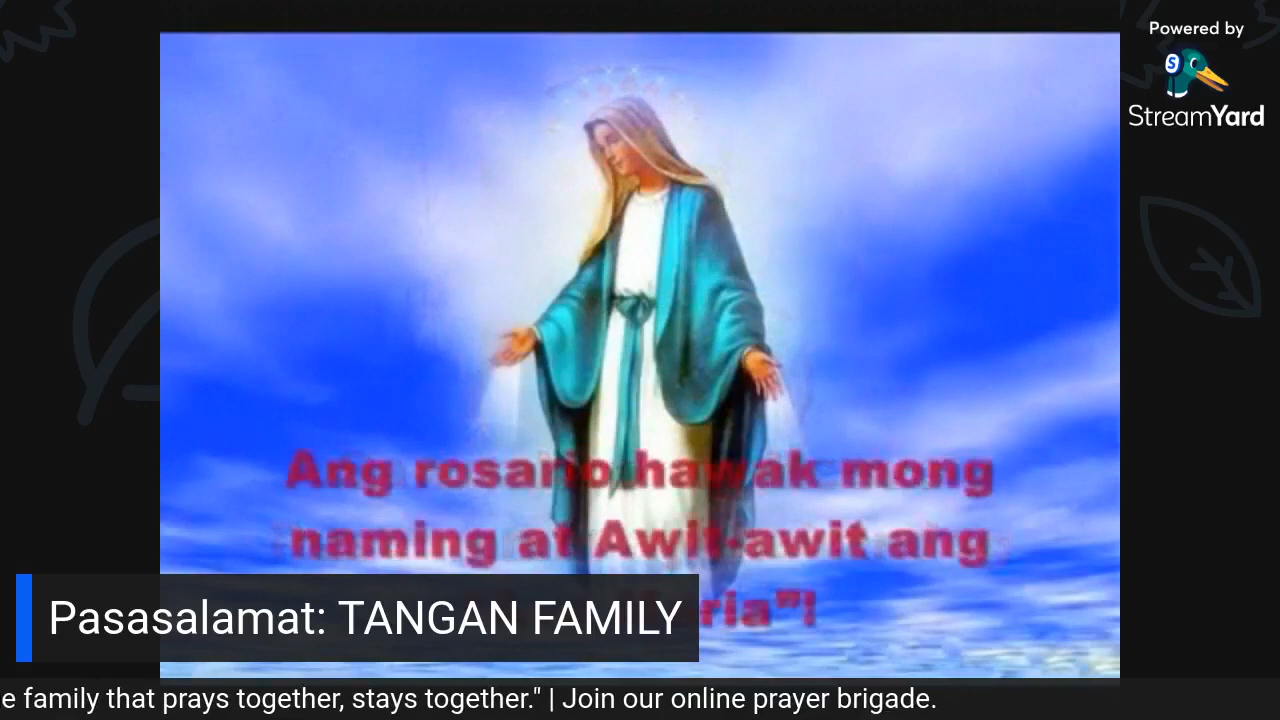 Powered by
StreamYard
Ang rosario hawak mong
naming at Awit-awit ang
ria"!
Pasasalamat: TANGAN FAMILY
e family that prays together, stays together." | Join our online prayer brigade.